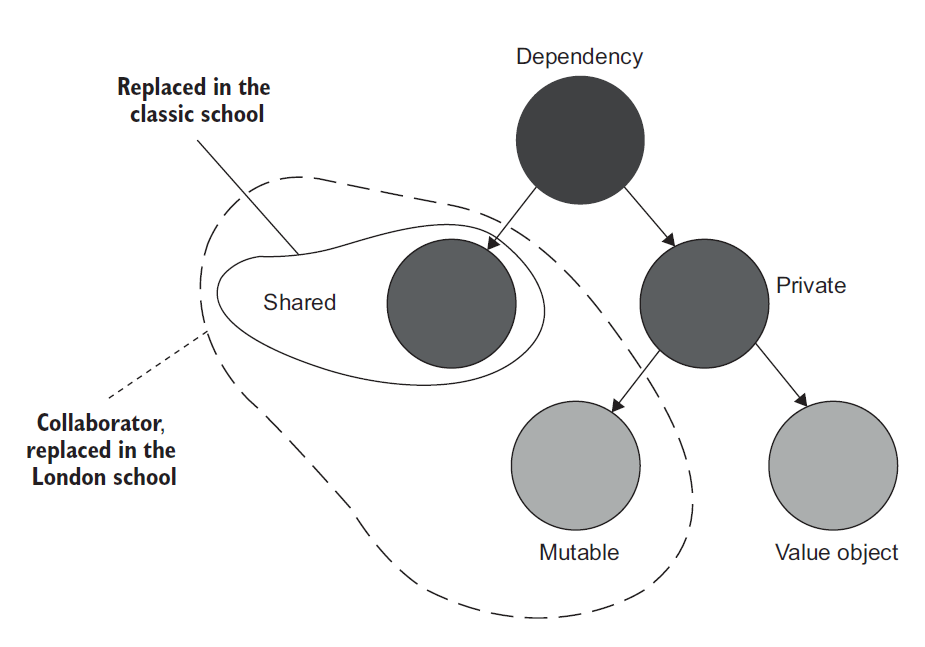 Dependency
Replaced in the
classic school
Private
Shared
Collaborator,
replaced in the
London school
Mutable
Value object